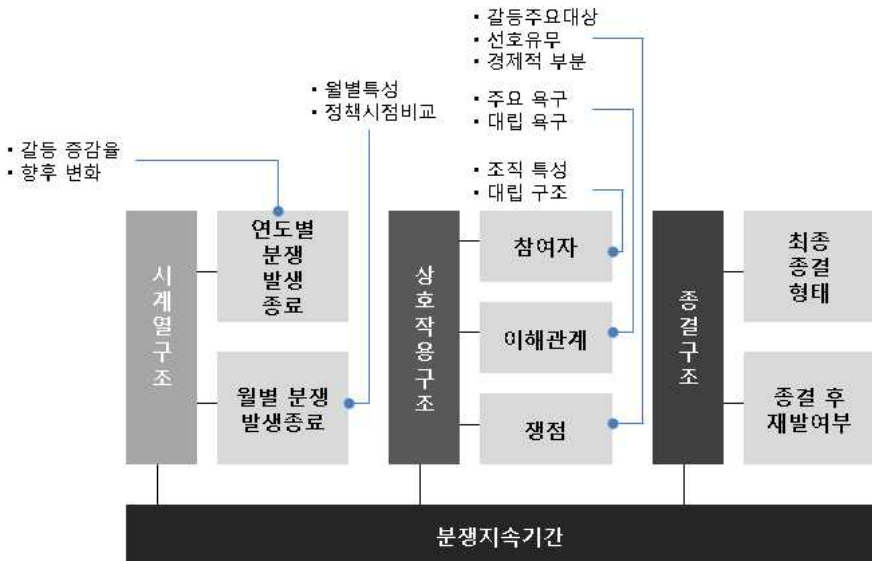 ▪ 갈등주요대상
▪ 선호유무
▪ 경제적 부분
▪ 월별특성
▪ 정책시점비교
▪ 주요 욕구
▪ 대립 욕구
▪ 갈등 증감율
▪ 향후 변화
▪ 조직 특성
▪ 대립 구조
시계열구조
연도별
분쟁
발생
종료
월별 분쟁
발생종료
상호작용구조
참여자
이해관계
쟁점
종결구조
최종
종결
형태
종결 후
재발여부
분쟁지속기간